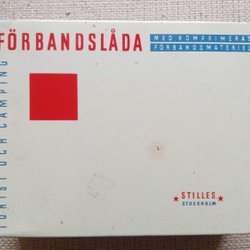 FÖRBANDSLÅDA
MED KOMPRIMERAT
FÖRBANDSMATERIEL
TURIST OCH CAMPING
★ STILLES ★
STOCKHOLM